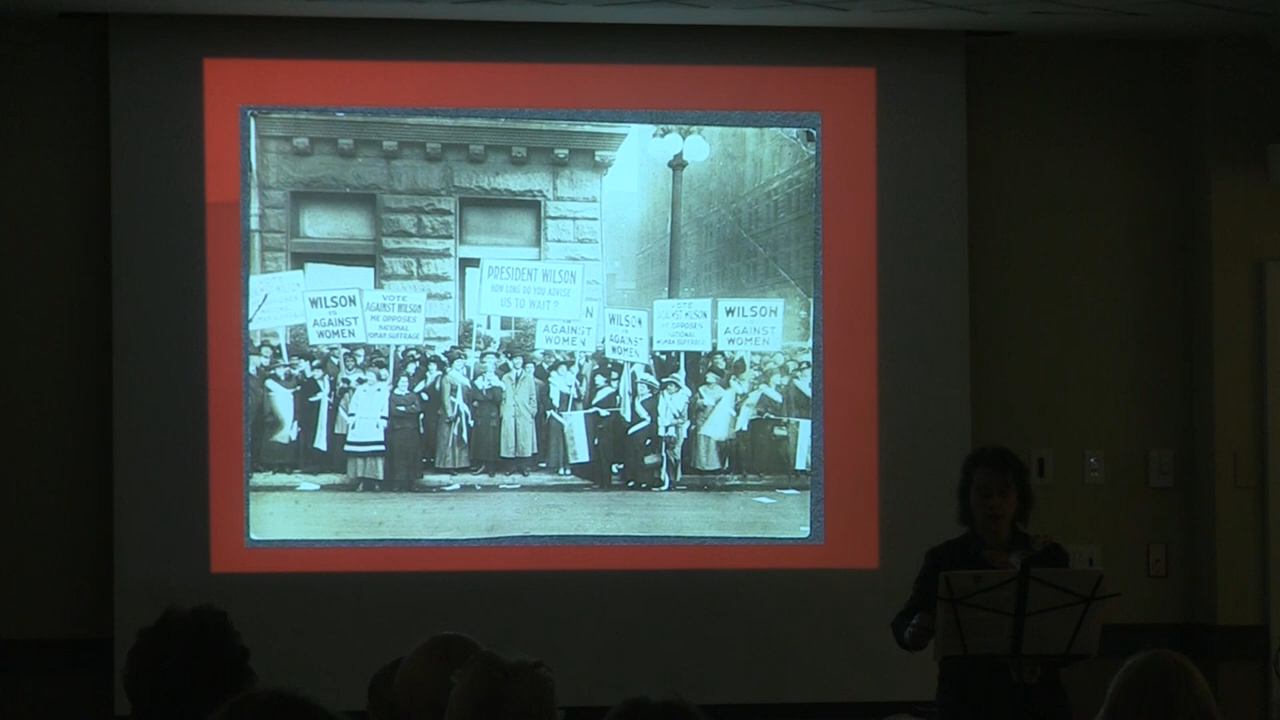 WILSON
IS
AGAINST
WOMEN
VOTE
AGAINST WILSON
HE OPPOSES
NATIONAL
WOMAN SUFFRAGE
PRESIDENT WILSON
HOW LONG DO YOU ADVISE
US TO WAIT?
N
AGAINST
WOMEN
WILSON
IS
AGAINST
WOMEN
VOTE
AGAINST WILSON
HE OPPOSES
NATIONAL
WOMAN SUFFRAGE
WILSON
IS
AGAINST
WOMEN